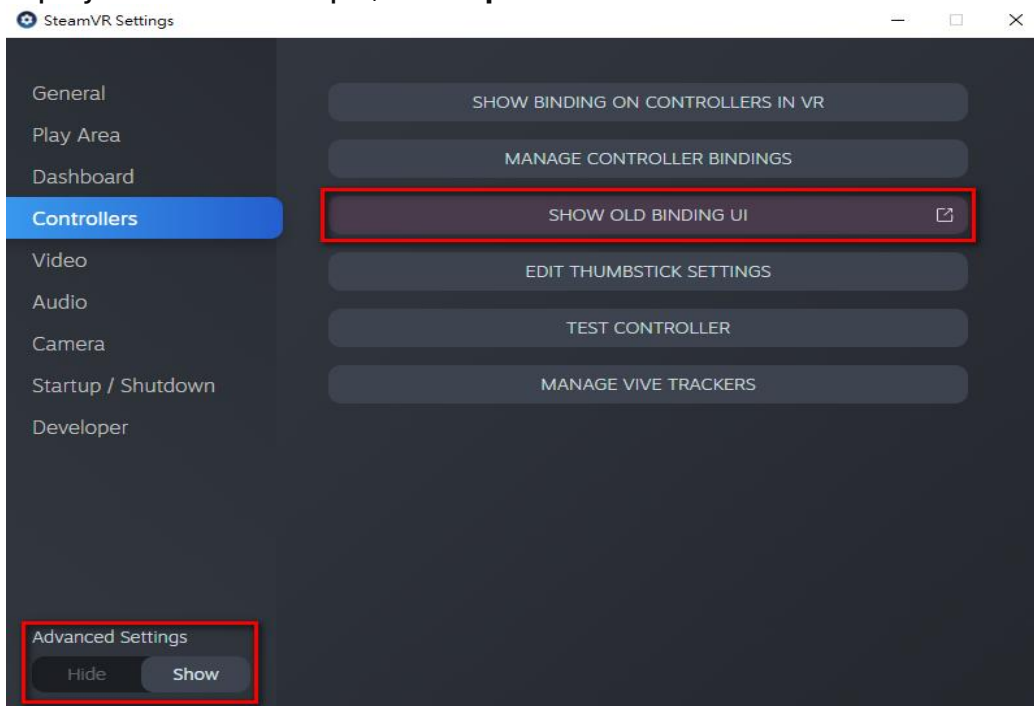 SteamVR Settings
General
Play Area
Dashboard
Controllers
Video
Audio
Camera
Startup / Shutdown
Developer
SHOW BINDING ON CONTROLLERS IN VR
MANAGE CONTROLLER BINDINGS
SHOW OLD BINDING UI
EDIT THUMBSTICK SETTINGS
TEST CONTROLLER
MANAGE VIVE TRACKERS
Advanced Settings
Hide Show